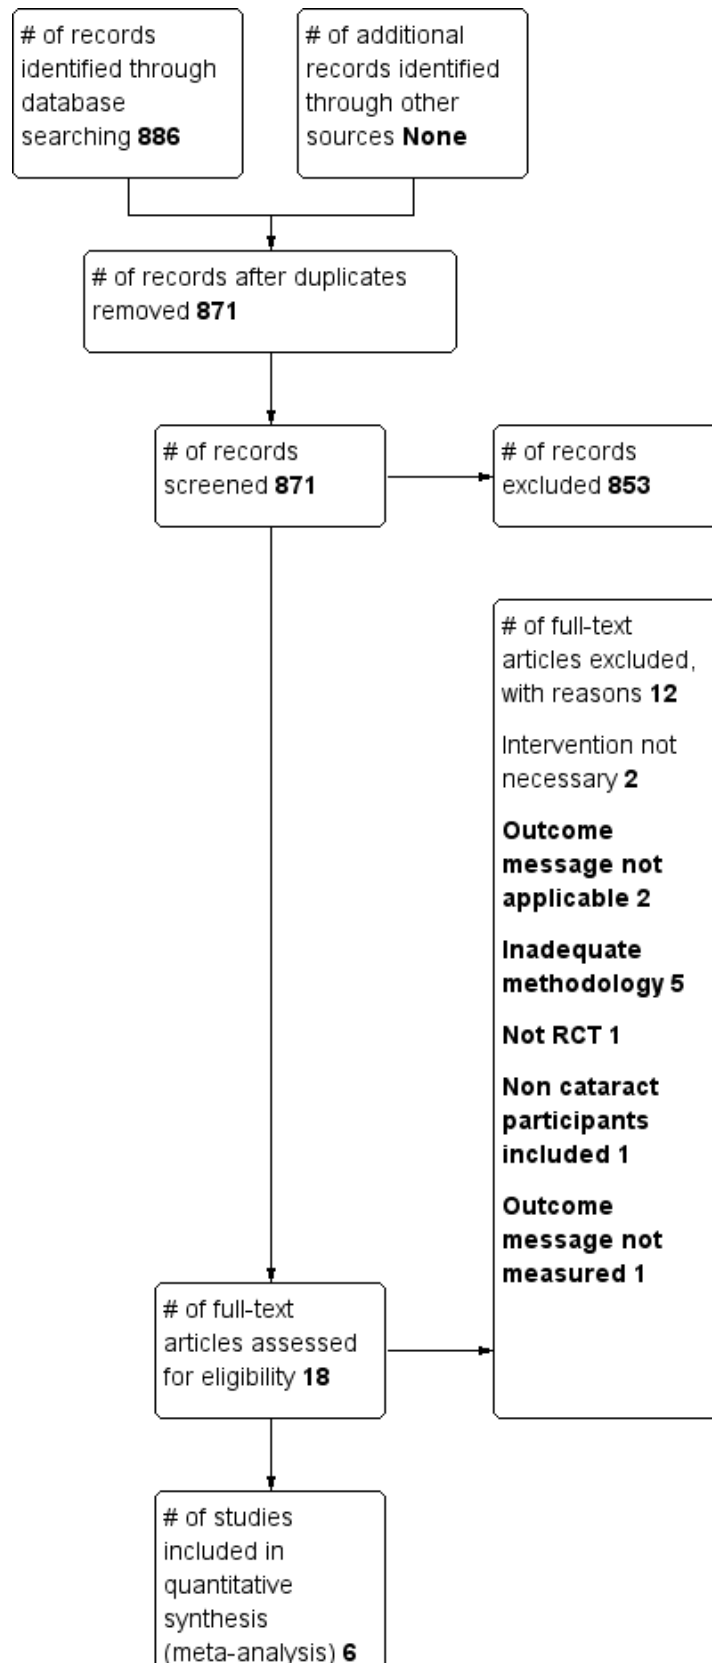 # of records
identified through
database
searching 886
# of additional
records identified
through other
sources None
# of records after duplicates
removed 871
# of records
screened 871
# of records
excluded 853
# of full-text
articles excluded,
with reasons 12
Intervention not
necessary 2
Outcome
message not
applicable 2
Inadequate
methodology 5
Not RCT 1
Non cataract
participants
included 1
Outcome
message not
measured 1
# of full-text
articles assessed
for eligibility 18
# of studies
included in
quantitative
synthesis
(meta-analysis) 6